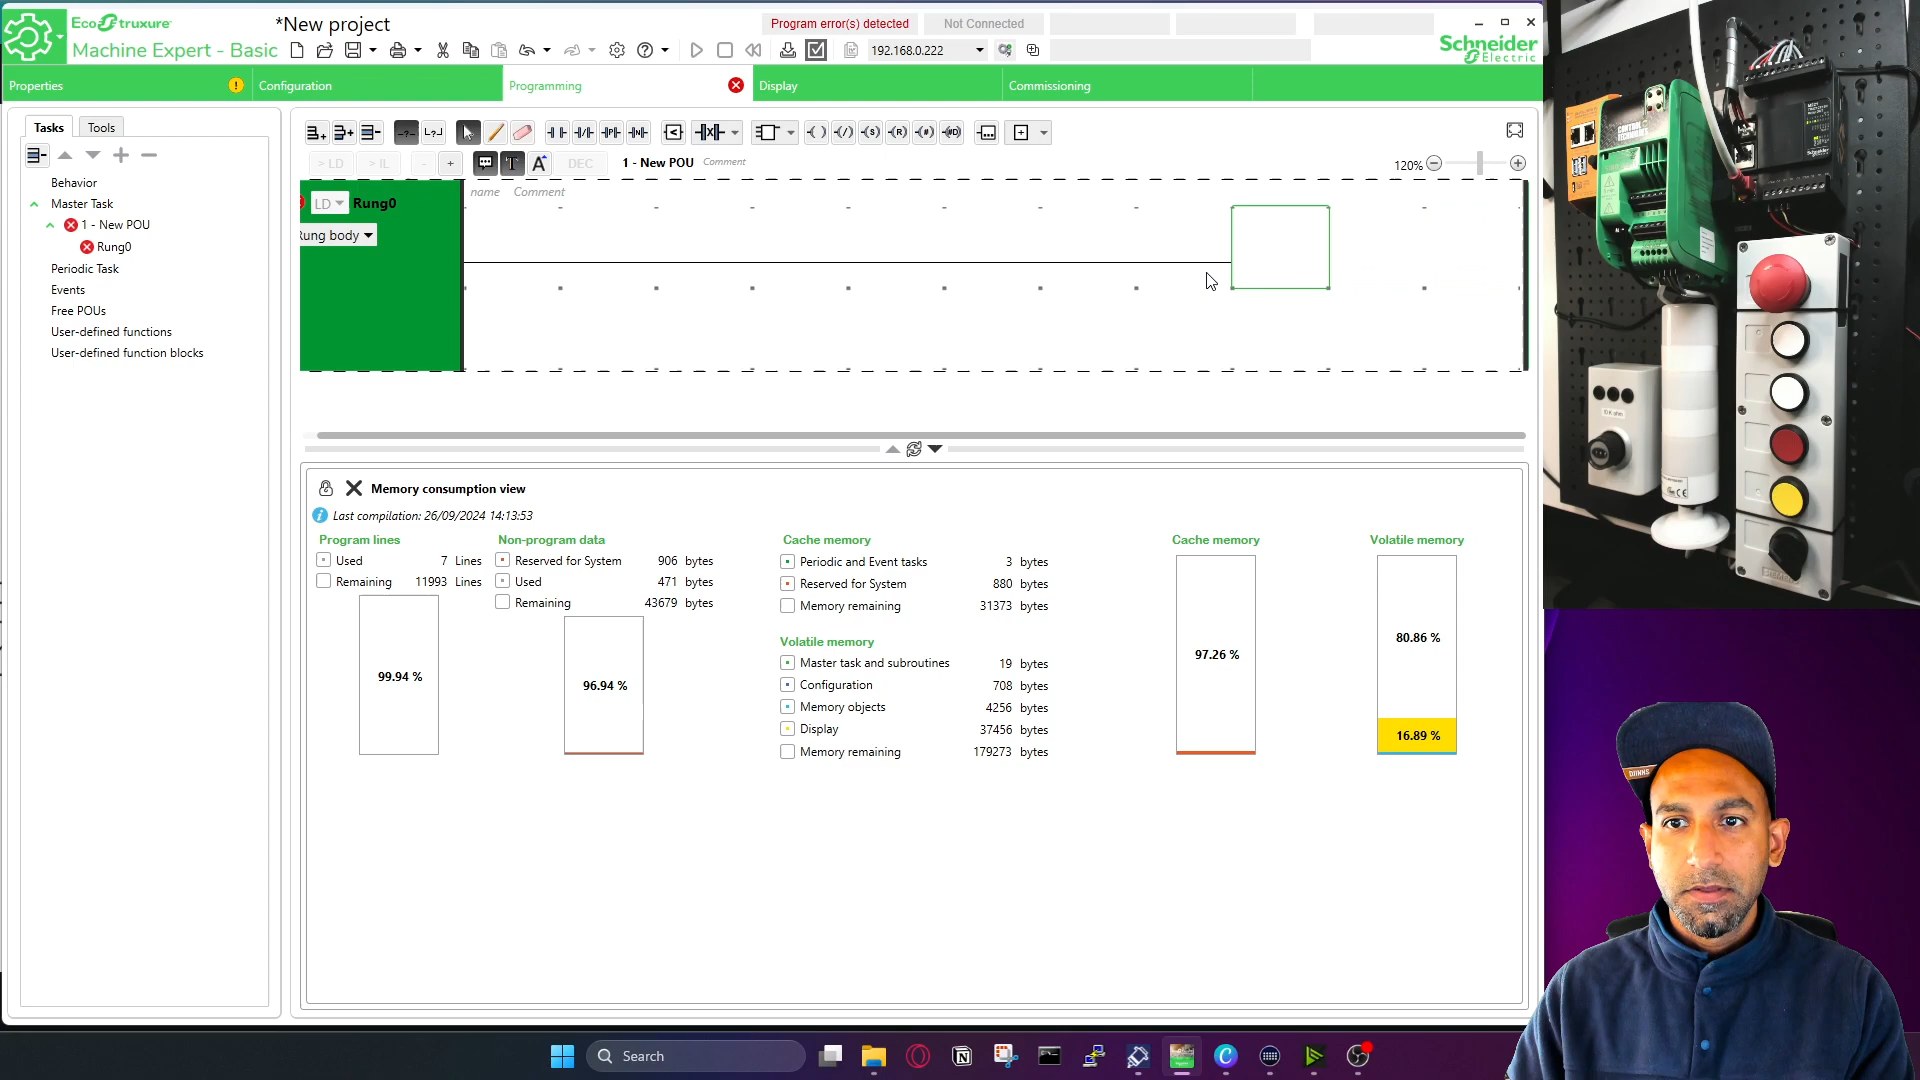 EcoStruxure
Machine Expert - Basic
*New project
Program error(s) detected
Not Connected
192.168.0.222
Schneider
Electric
Properties
Configuration
Programming
Display
Commissioning
Tasks
Tools
Behavior
Master Task
1 - New POU
Rung0
Periodic Task
Events
Free POUs
User-defined functions
User-defined function blocks
> LD
> IL
-
+
T
A
DEC
1 - New POU
Comment
120%
LD
Rung0
name
Comment
Rung body
Memory consumption view
Last compilation: 26/09/2024 14:13:53
Program lines
Used 7 Lines
Remaining 11993 Lines
99.94 %
Non-program data
Reserved for System 906 bytes
Used 471 bytes
Remaining 43679 bytes
96.94 %
Cache memory
Periodic and Event tasks 3 bytes
Reserved for System 880 bytes
Memory remaining 31373 bytes
Volatile memory
Master task and subroutines 19 bytes
Configuration 708 bytes
Memory objects 4256 bytes
Display 37456 bytes
Memory remaining 179273 bytes
Cache memory
97.26 %
Volatile memory
80.86 %
16.89 %
Search